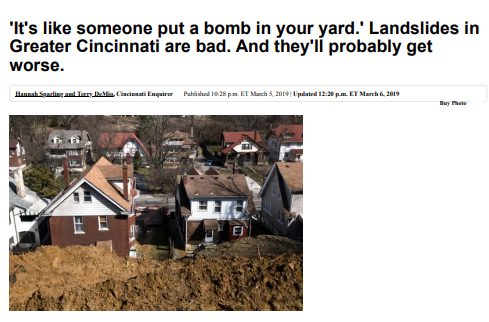 'It's like someone put a bomb in your yard.' Landslides in
Greater Cincinnati are bad. And they'll probably get
worse.
Hannah Sparling and Terry DeMio, Cincinnati Enquirer Published 10:28 p.m. ET March 5, 2019 | Updated 12:20 p.m. ET March 6, 2019
Buy Photo